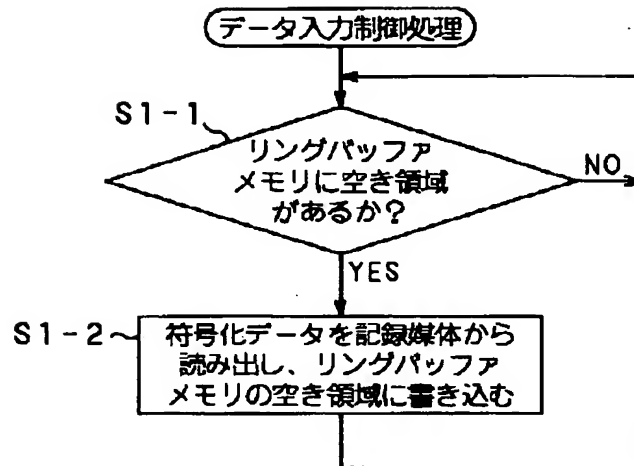 データ入力制御処理
S1-1
リングバッファ
メモリに空き領域
があるか?
NO
YES
S1-2
符号化データを記録媒体から
読み出し、リングバッファ
メモリの空き領域に書き込む